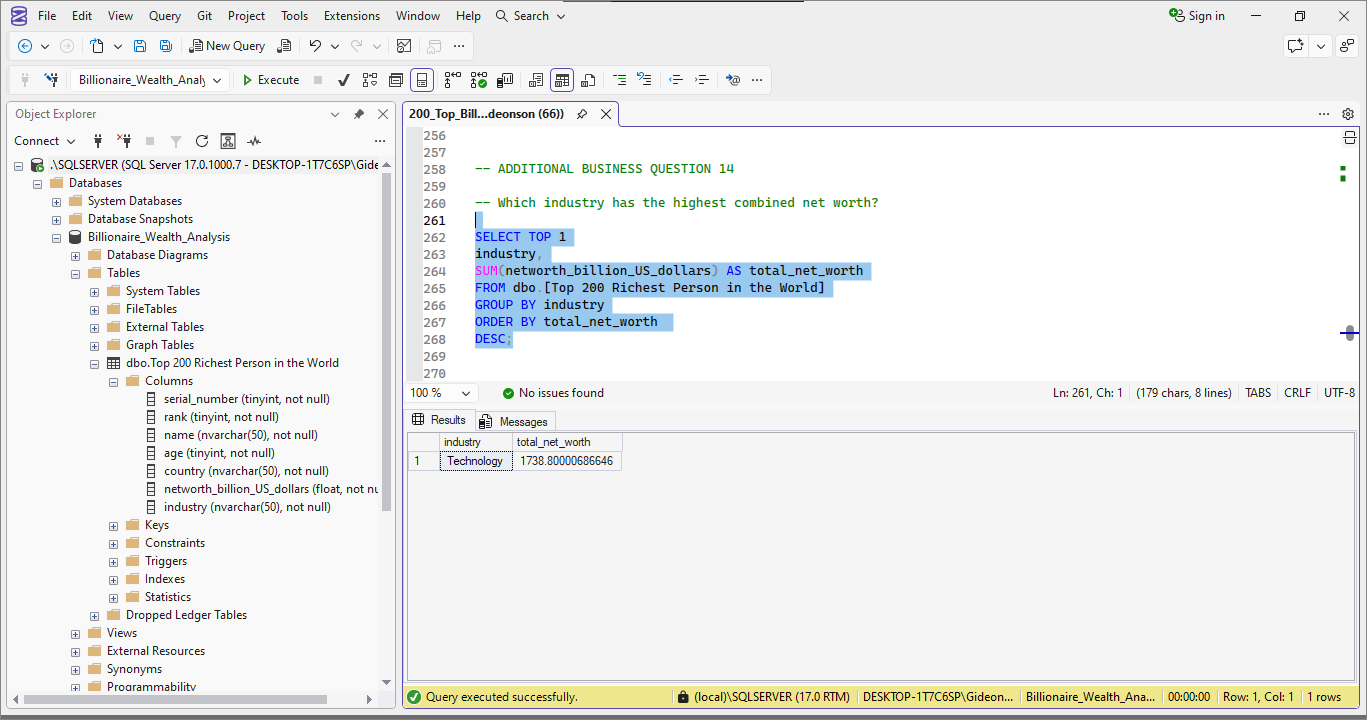 File Edit View Query Git Project Tools Extensions Window Help Search Sign in
New Query
Billionaire_Wealth_Analy Execute
Object Explorer
Connect
.\SQLSERVER (SQL Server 17.0.1000.7 - DESKTOP-1T7C6SP\Gide
Databases
System Databases
Database Snapshots
Billionaire_Wealth_Analysis
Database Diagrams
Tables
System Tables
FileTables
External Tables
Graph Tables
dbo.Top 200 Richest Person in the World
Columns
serial_number (tinyint, not null)
rank (tinyint, not null)
name (nvarchar(50), not null)
age (tinyint, not null)
country (nvarchar(50), not null)
networth_billion_US_dollars (float, not nu
industry (nvarchar(50), not null)
Keys
Constraints
Triggers
Indexes
Statistics
Dropped Ledger Tables
Views
External Resources
Synonyms
Programmability
200_Top_Bill...deonson (66))
256
257
258 -- ADDITIONAL BUSINESS QUESTION 14
259
260 -- Which industry has the highest combined net worth?
261
262 SELECT TOP 1
263 industry,
264 SUM(networth_billion_US_dollars) AS total_net_worth
265 FROM dbo.[Top 200 Richest Person in the World]
266 GROUP BY industry
267 ORDER BY total_net_worth
268 DESC;
269
270
100 % No issues found Ln: 261, Ch: 1 (179 chars, 8 lines) TABS CRLF UTF-8
Results Messages
industry total_net_worth
1 Technology 1738.80000686646
Query executed successfully. (local)\SQLSERVER (17.0 RTM) DESKTOP-1T7C6SP\Gideon... Billionaire_Wealth_Ana... 00:00:00 Row: 1, Col: 1 1 rows